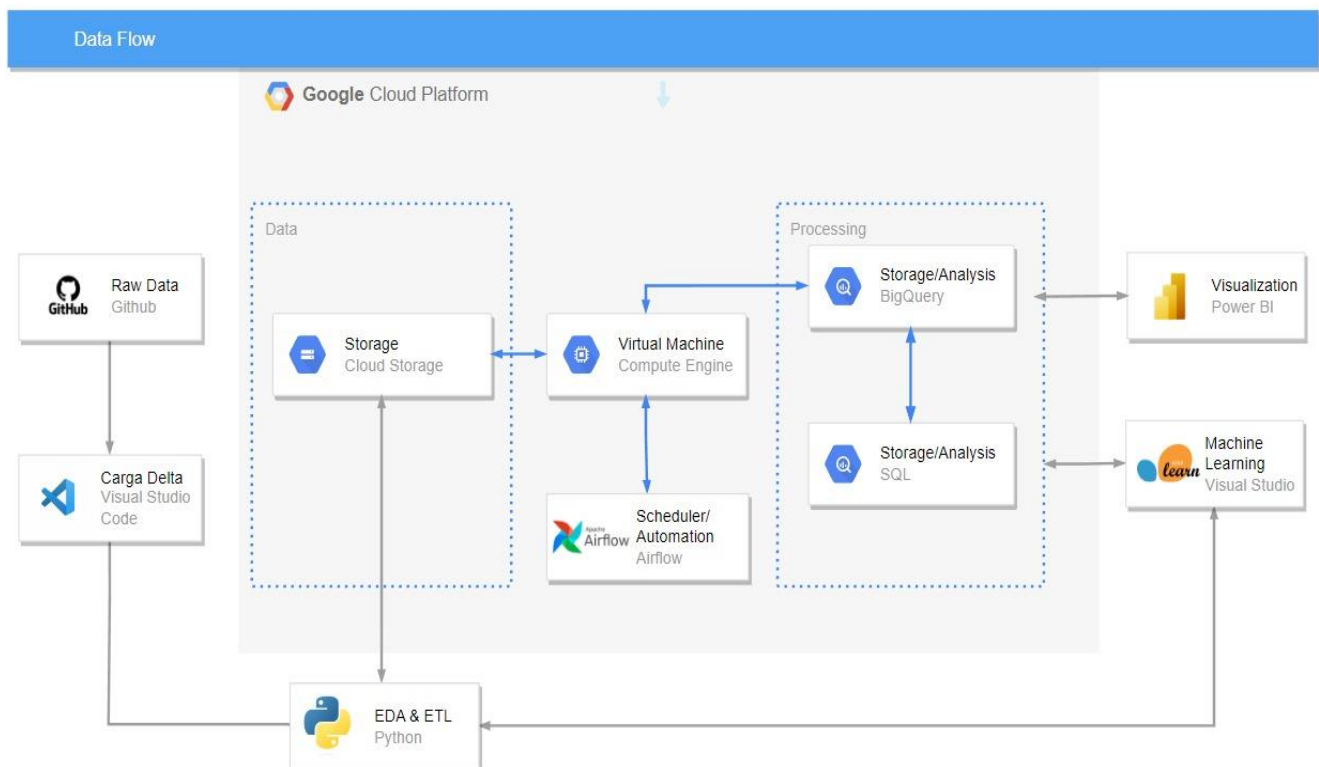 Data Flow
Google Cloud Platform
Data
Processing
GitHub
Raw Data
Github
Storage
Cloud Storage
Virtual Machine
Compute Engine
Storage/Analysis
BigQuery
Visualization
Power BI
Carga Delta
Visual Studio
Code
Apache
Airflow
Scheduler/
Automation
Airflow
Storage/Analysis
SQL
learn
Machine
Learning
Visual Studio
EDA & ETL
Python